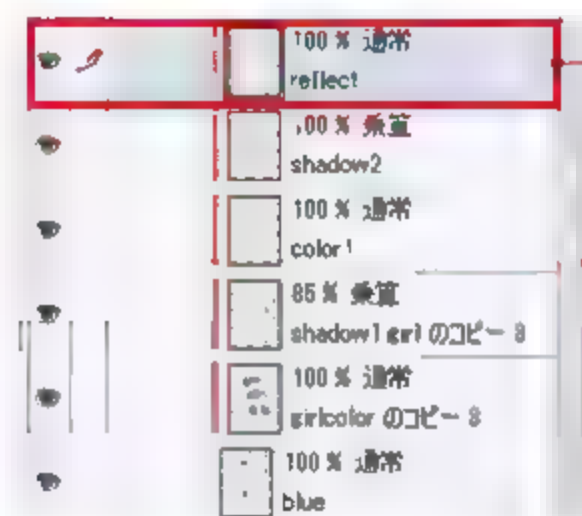 100 % 通常
reflect
100 % 乗算
shadow2
100 % 通常
color1
85 % 乗算
shadow1 girl のコピー 8
100 % 通常
girlcolor のコピー 8
100 % 通常
blue